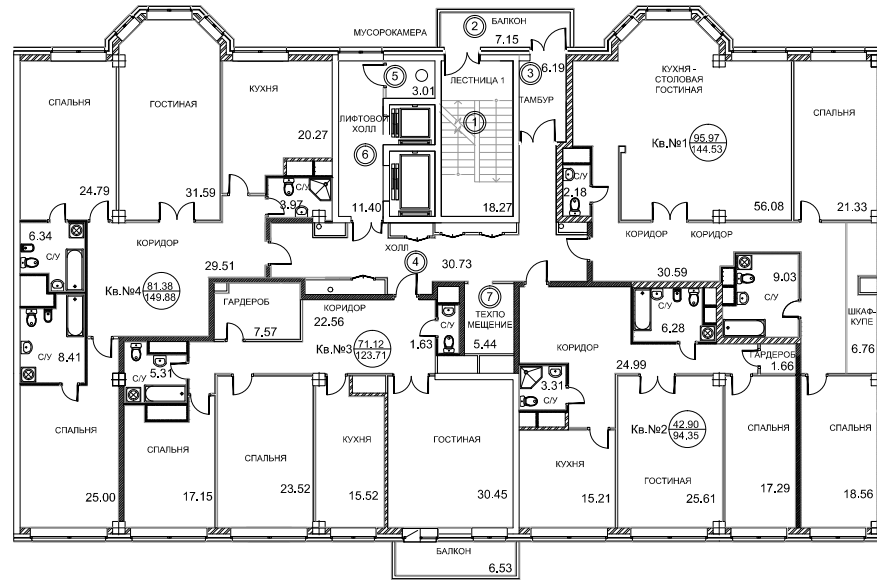 БАЛКОН
2
7.15
МУСОРОКАМЕРА
3
6.19
ТАМБУР
5
3.01
ЛЕСТНИЦА 1
1
18.27
ЛИФТОВОЙ
ХОЛЛ
6
11.40
СПАЛЬНЯ
24.79
ГОСТИНАЯ
31.59
КУХНЯ
20.27
С/У
3.97
КУХНЯ -
СТОЛОВАЯ
ГОСТИНАЯ
Кв.№1
95.97
144.53
56.08
СПАЛЬНЯ
21.33
С/У
2.18
6.34
С/У
КОРИДОР
29.51
Кв.№4
81.38
149.88
ХОЛЛ
4
30.73
КОРИДОР
КОРИДОР
30.59
9.03
С/У
ШКАФ-
КУПЕ
6.76
ГАРДЕРОБ
7.57
КОРИДОР
22.56
Кв.№3
71.12
123.71
С/У
1.63
7
ТЕХПО
МЕЩЕНИЕ
5.44
КОРИДОР
24.99
С/У
6.28
ГАРДЕРОБ
1.66
С/У
8.41
5.31
С/У
3.31
С/У
СПАЛЬНЯ
25.00
СПАЛЬНЯ
17.15
СПАЛЬНЯ
23.52
КУХНЯ
15.52
ГОСТИНАЯ
30.45
КУХНЯ
15.21
Кв.№2
42.90
94.35
ГОСТИНАЯ
25.61
СПАЛЬНЯ
17.29
СПАЛЬНЯ
18.56
БАЛКОН
6.53